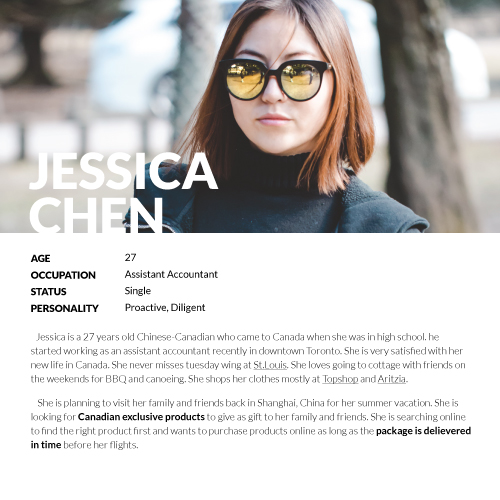 JESSICA
CHEN
AGE 27
OCCUPATION Assistant Accountant
STATUS Single
PERSONALITY Proactive, Diligent
Jessica is a 27 years old Chinese-Canadian who came to Canada when she was in high school. he
started working as an assistant accountant recently in downtown Toronto. She is very satisfied with her
new life in Canada. She never misses tuesday wing at St.Louis. She loves going to cottage with friends on
the weekends for BBQ and canoeing. She shops her clothes mostly at Topshop and Aritzia.
She is planning to visit her family and friends back in Shanghai, China for her summer vacation. She is
looking for Canadian exclusive products to give as gift to her family and friends. She is searching online
to find the right product first and wants to purchase products online as long as the package is delievered
in time before her flights.